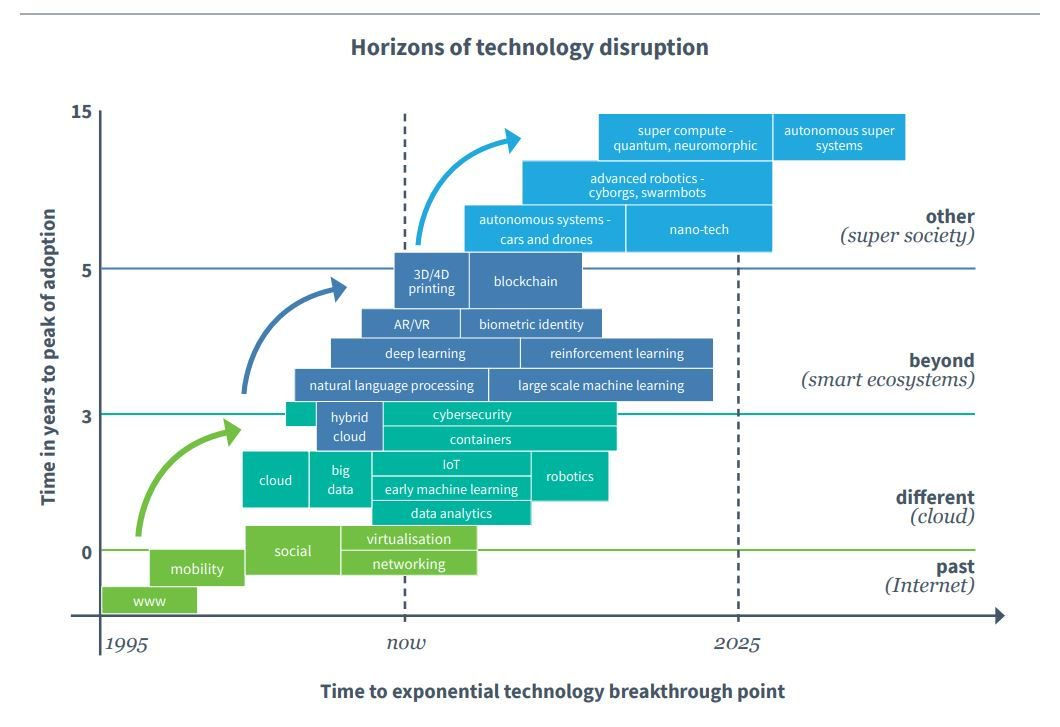 Horizons of technology disruption
15
super compute -
quantum, neuromorphic
autonomous super
systems
advanced robotics -
cyborgs, swarmbots
autonomous systems -
cars and drones
nano-tech
other
(super society)
5
3D/4D
printing
blockchain
AR/VR
biometric identity
deep learning
reinforcement learning
natural language processing
large scale machine learning
beyond
(smart ecosystems)
3
hybrid
cloud
cybersecurity
containers
cloud
big
data
IoT
early machine learning
data analytics
robotics
different
(cloud)
0
social
virtualisation
networking
mobility
www
past
(Internet)
Time in years to peak of adoption
1995
now
2025
Time to exponential technology breakthrough point